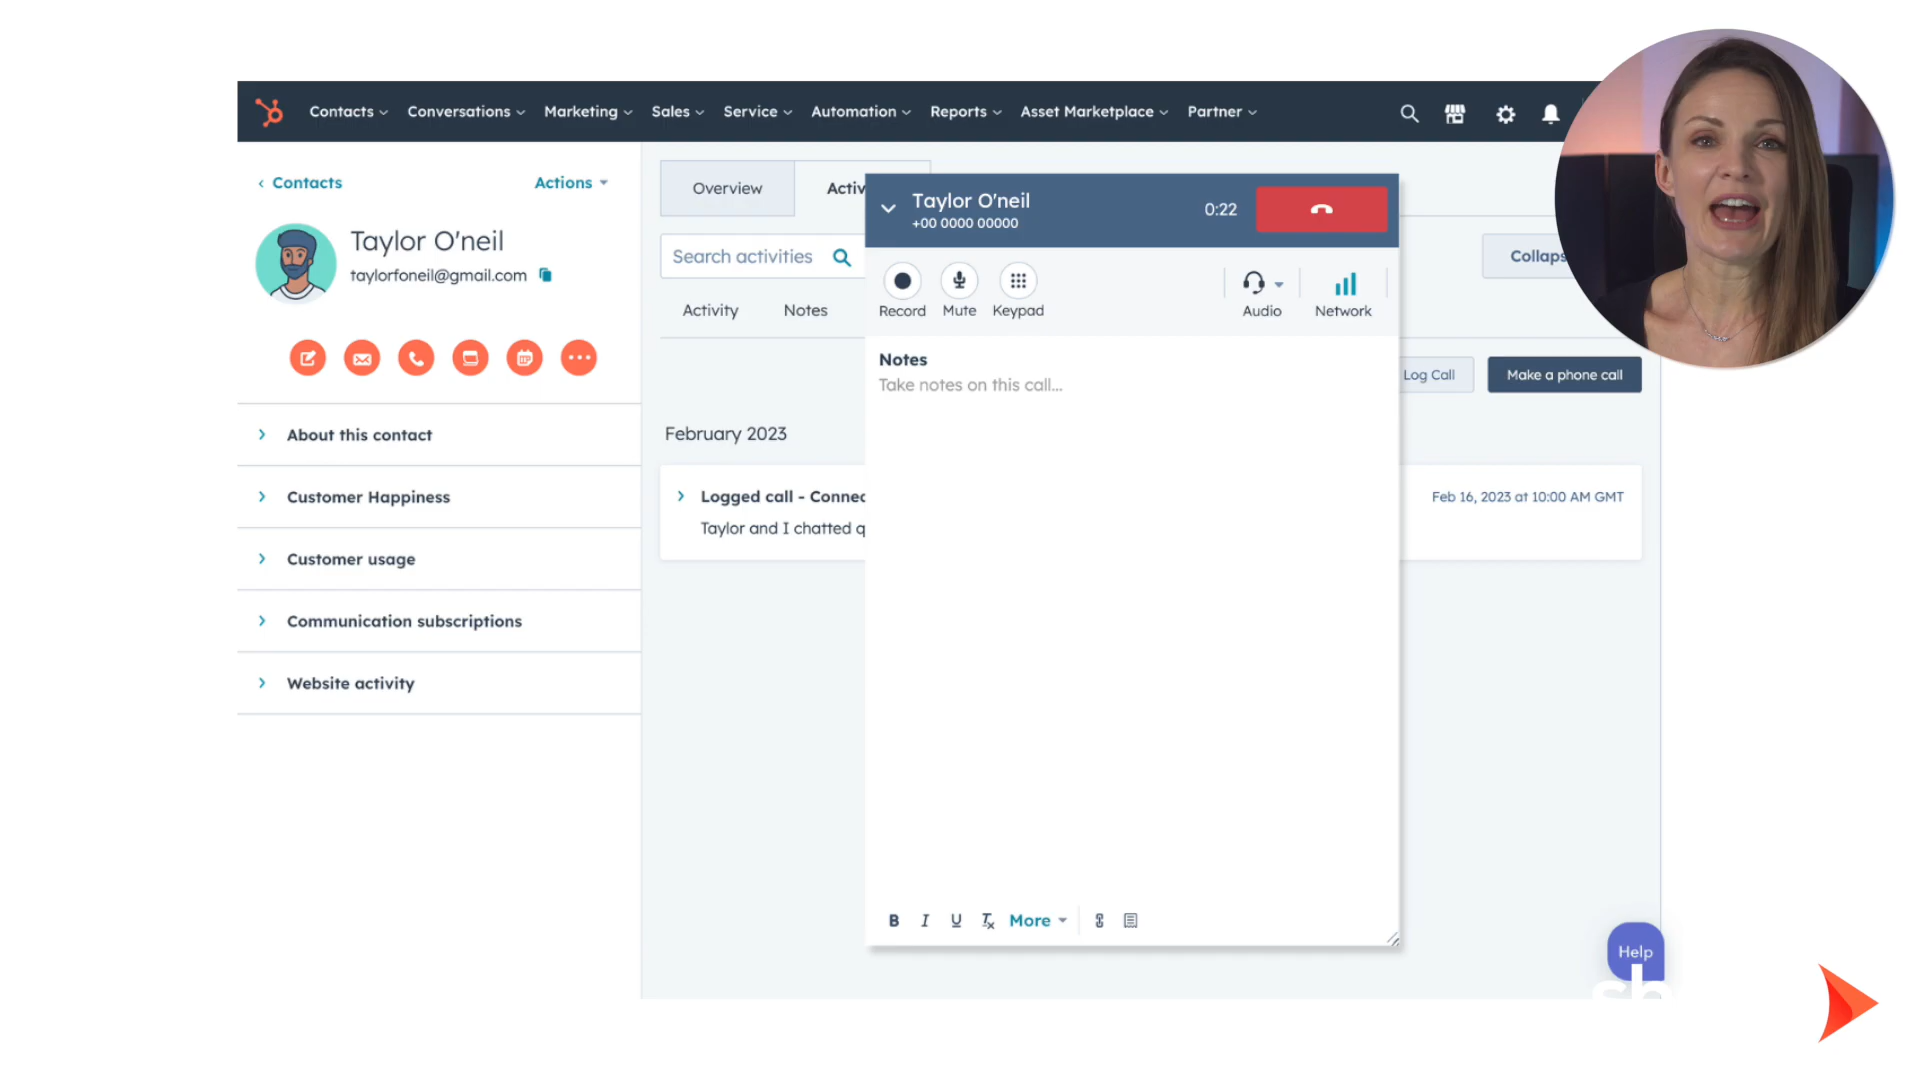 Contacts Conversations Marketing Sales Service Automation Reports Asset Marketplace Partner
Contacts
Actions
Taylor O'neil
taylorfoneil@gmail.com
About this contact
Customer Happiness
Customer usage
Communication subscriptions
Website activity
Overview
Activ
Search activities
Activity Notes
Collaps
Log Call
Make a phone call
February 2023
Logged call - Connec
Feb 16, 2023 at 10:00 AM GMT
Taylor and I chatted q
Taylor O'neil
+00 0000 00000
0:22
Record Mute Keypad
Audio Network
Notes
Take notes on this call...
B I U Tx More
Help
sh